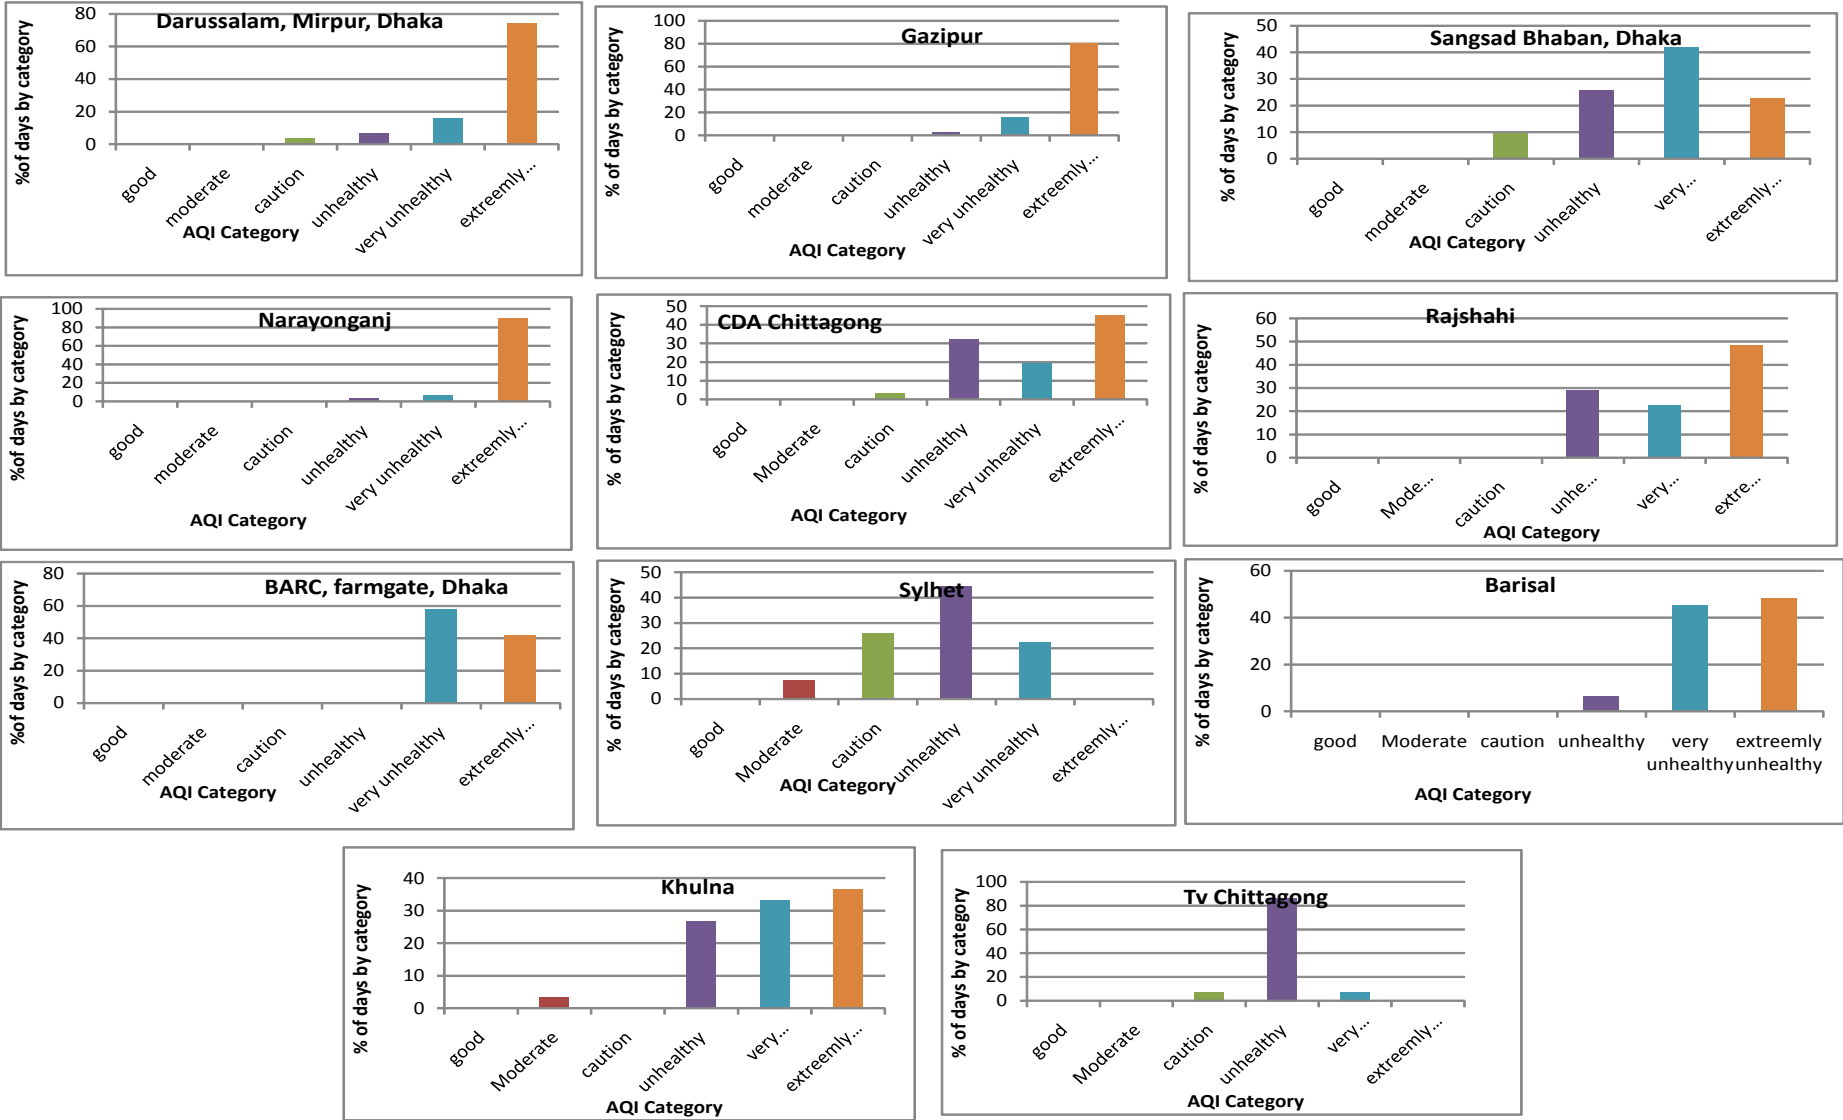 Darussalam, Mirpur, Dhaka
%of days by category
80
60
40
20
0
good
moderate
caution
unhealthy
very unhealthy
extreemly...
AQI Category
Gazipur
% of days by category
100
80
60
40
20
0
good
moderate
caution
unhealthy
very unhealthy
extreemly...
AQI Category
Sangsad Bhaban, Dhaka
% of days by category
50
40
30
20
10
0
good
moderate
caution
unhealthy
very...
extreemly...
AQI Category
Narayonganj
%of days by category
100
80
60
40
20
0
good
moderate
caution
unhealthy
very unhealthy
extreemly...
AQI Category
CDA Chittagong
% of days by category
50
40
30
20
10
0
good
Moderate
caution
unhealthy
very unhealthy
extreemly...
AQI Category
Rajshahi
% of days by category
60
50
40
30
20
10
0
good
Mode...
caution
unhe...
very...
extre...
AQI Category
BARC, farmgate, Dhaka
%of days by category
80
60
40
20
0
good
moderate
caution
unhealthy
very unhealthy
extreemly...
AQI Category
Sylhet
% of days by category
50
40
30
20
10
0
good
Moderate
caution
unhealthy
very unhealthy
extreemly...
AQI Category
Barisal
% of days by category
60
40
20
0
good
Moderate
caution
unhealthy
very
unhealthy
extreemly
unhealthy
AQI Category
Khulna
% of days by category
40
30
20
10
0
good
Moderate
caution
unhealthy
very...
extreemly...
AQI Category
Tv Chittagong
% of days by category
100
80
60
40
20
0
good
Moderate
caution
unhealthy
very...
extreemly...
AQI Category